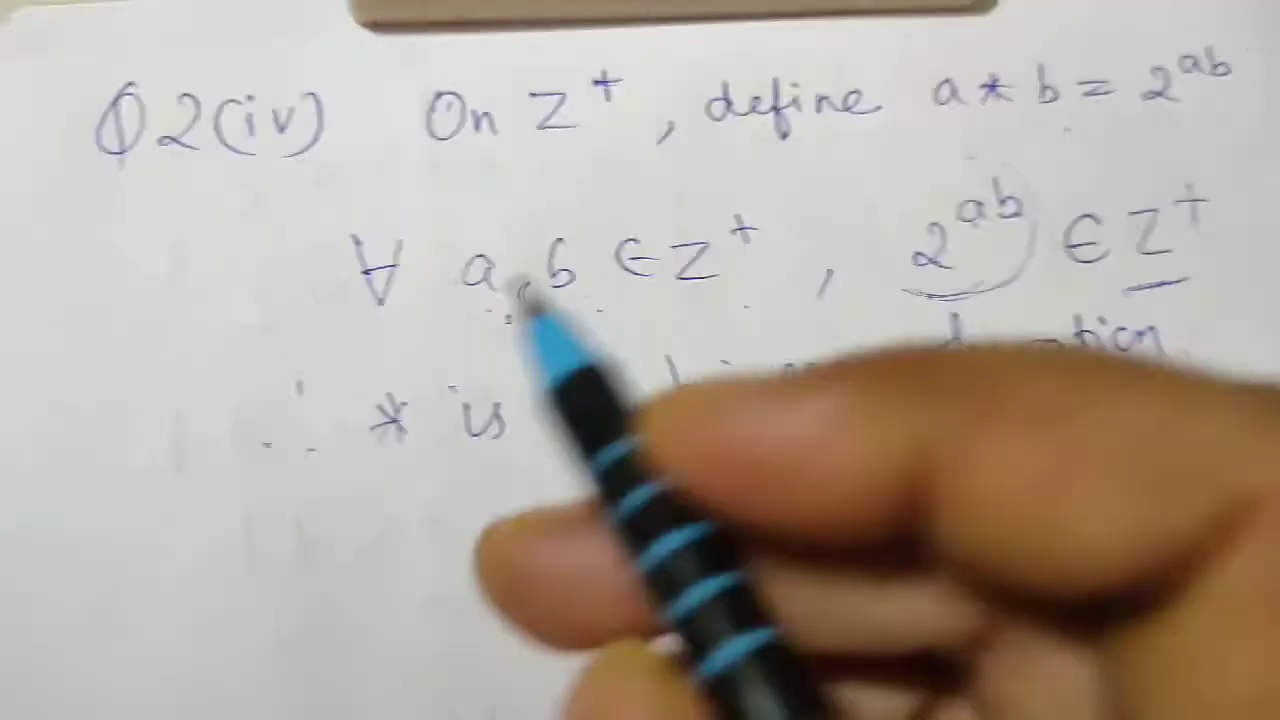 Q2(iv) On Z⁺, define a * b = 2^ab
∀ a, b ∈ Z⁺, 2^ab ∈ Z⁺
∴ * is